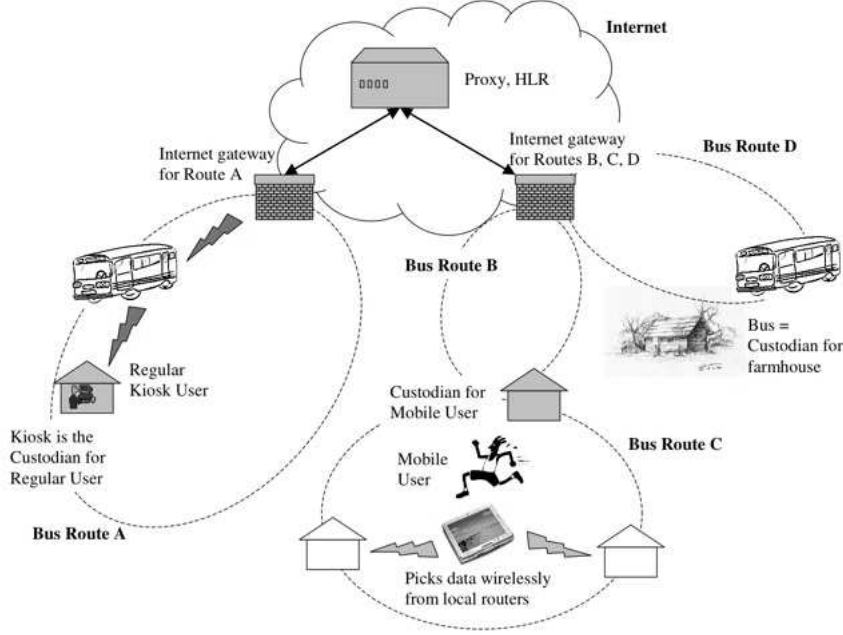 Internet
Proxy, HLR
Internet gateway
for Route A
Internet gateway
for Routes B, C, D
Bus Route D
Bus Route B
Bus =
Custodian for
farmhouse
Regular
Kiosk User
Custodian for
Mobile User
Kiosk is the
Custodian for
Regular User
Mobile
User
Bus Route C
Bus Route A
Picks data wirelessly
from local routers